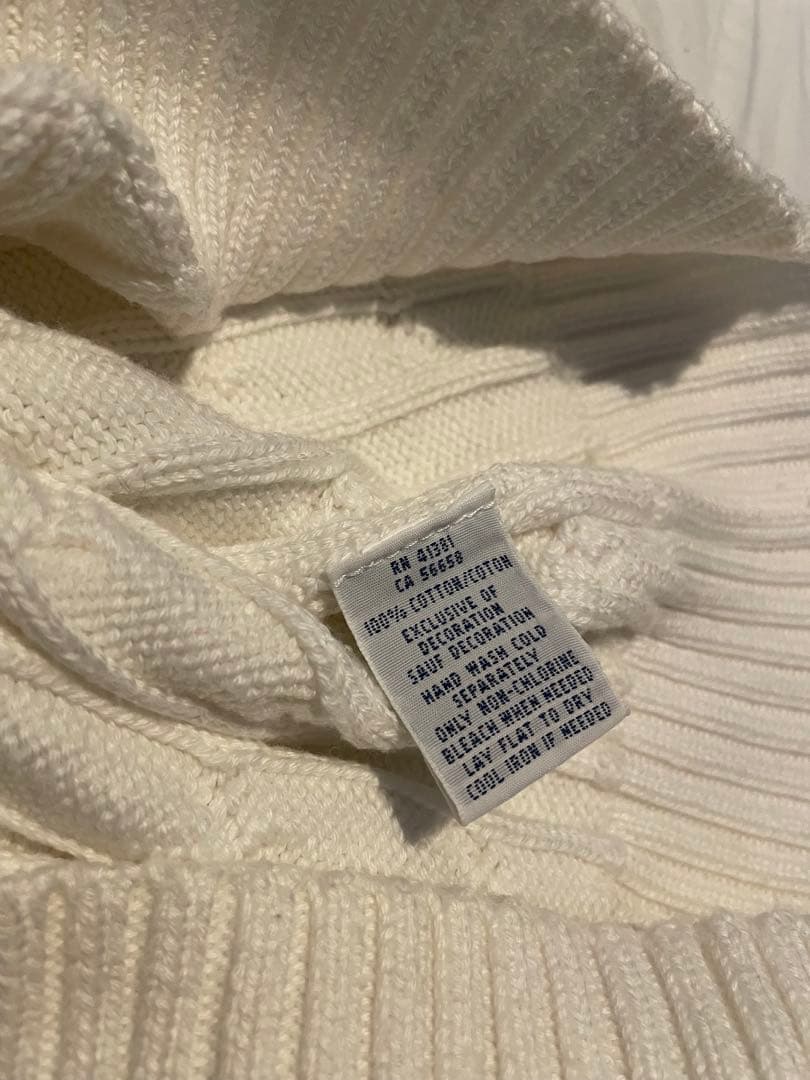 RN 41381
CA 56658
100% COTTON/COTON
EXCLUSIVE OF
DECORATION
SAUF DECORATION
HAND WASH COLD
SEPARATELY
ONLY NON-CHLORINE
BLEACH WHEN NEEDED
LAY FLAT TO DRY
COOL IRON IF NEEDED